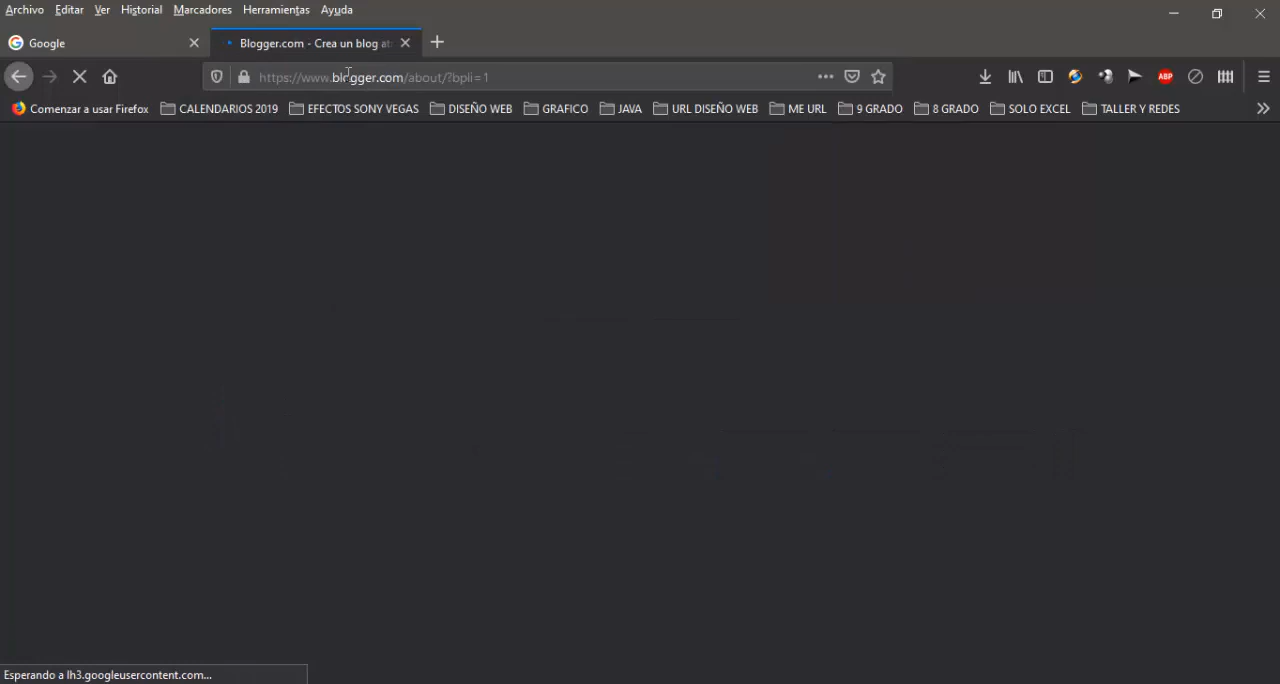 Archivo Editar Ver Historial Marcadores Herramientas Ayuda
Google Blogger.com - Crea un blog at
https://www.blogger.com/about/?bpli=1
ABP
Comenzar a usar Firefox CALENDARIOS 2019 EFECTOS SONY VEGAS DISEÑO WEB GRAFICO JAVA URL DISEÑO WEB ME URL 9 GRADO 8 GRADO SOLO EXCEL TALLER Y REDES
Esperando a lh3.googleusercontent.com...